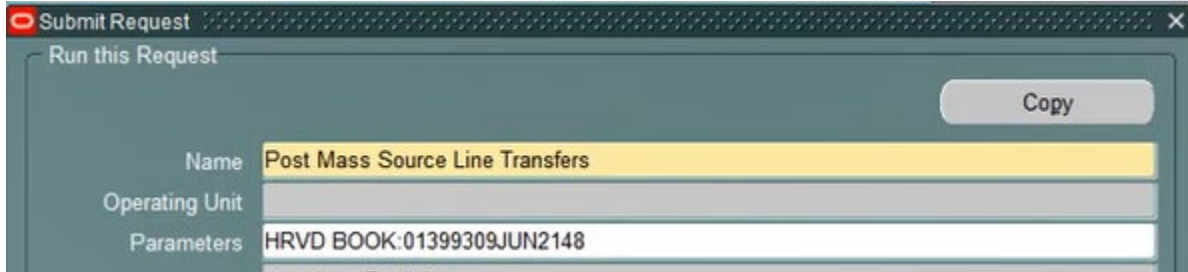 Submit Request
Run this Request
Copy
Name Post Mass Source Line Transfers
Operating Unit
Parameters HRVD BOOK:01399309JUN2148